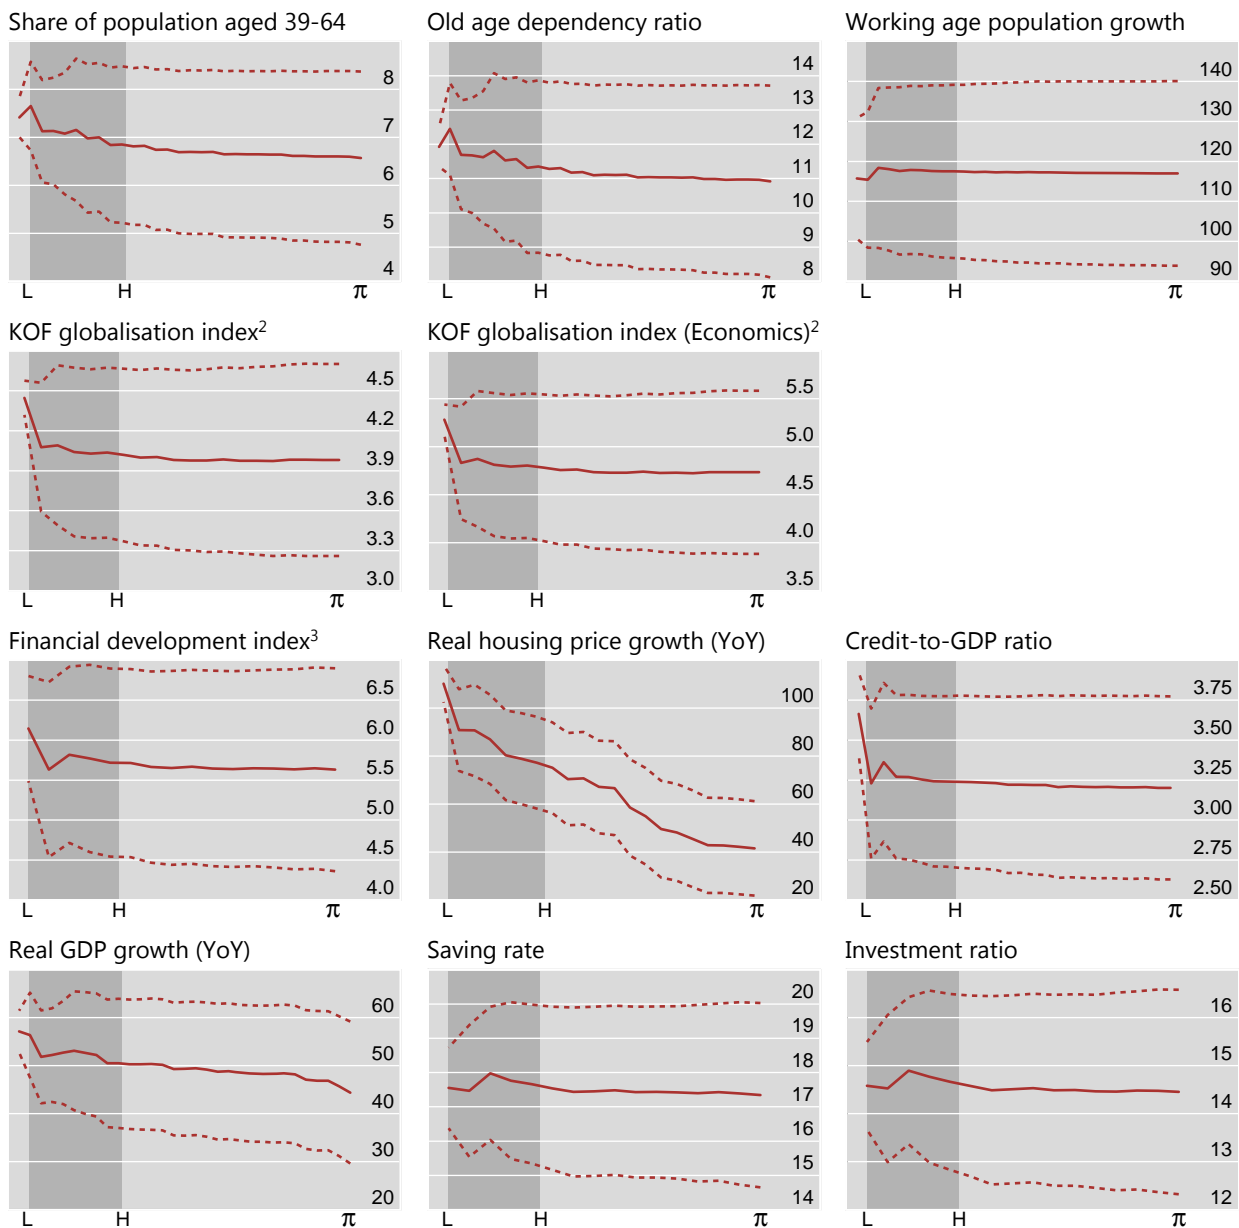 Share of population aged 39-64
Old age dependency ratio
Working age population growth
8
7
6
5
4
L H π
14
13
12
11
10
9
8
L H π
140
130
120
110
100
90
L H π
KOF globalisation index²
KOF globalisation index (Economics)²
4.5
4.2
3.9
3.6
3.3
3.0
L H π
5.5
5.0
4.5
4.0
3.5
L H π
Financial development index³
Real housing price growth (YoY)
Credit-to-GDP ratio
6.5
6.0
5.5
5.0
4.5
4.0
L H π
100
80
60
40
20
L H π
3.75
3.50
3.25
3.00
2.75
2.50
L H π
Real GDP growth (YoY)
Saving rate
Investment ratio
60
50
40
30
20
L H π
20
19
18
17
16
15
14
L H π
16
15
14
13
12
L H π